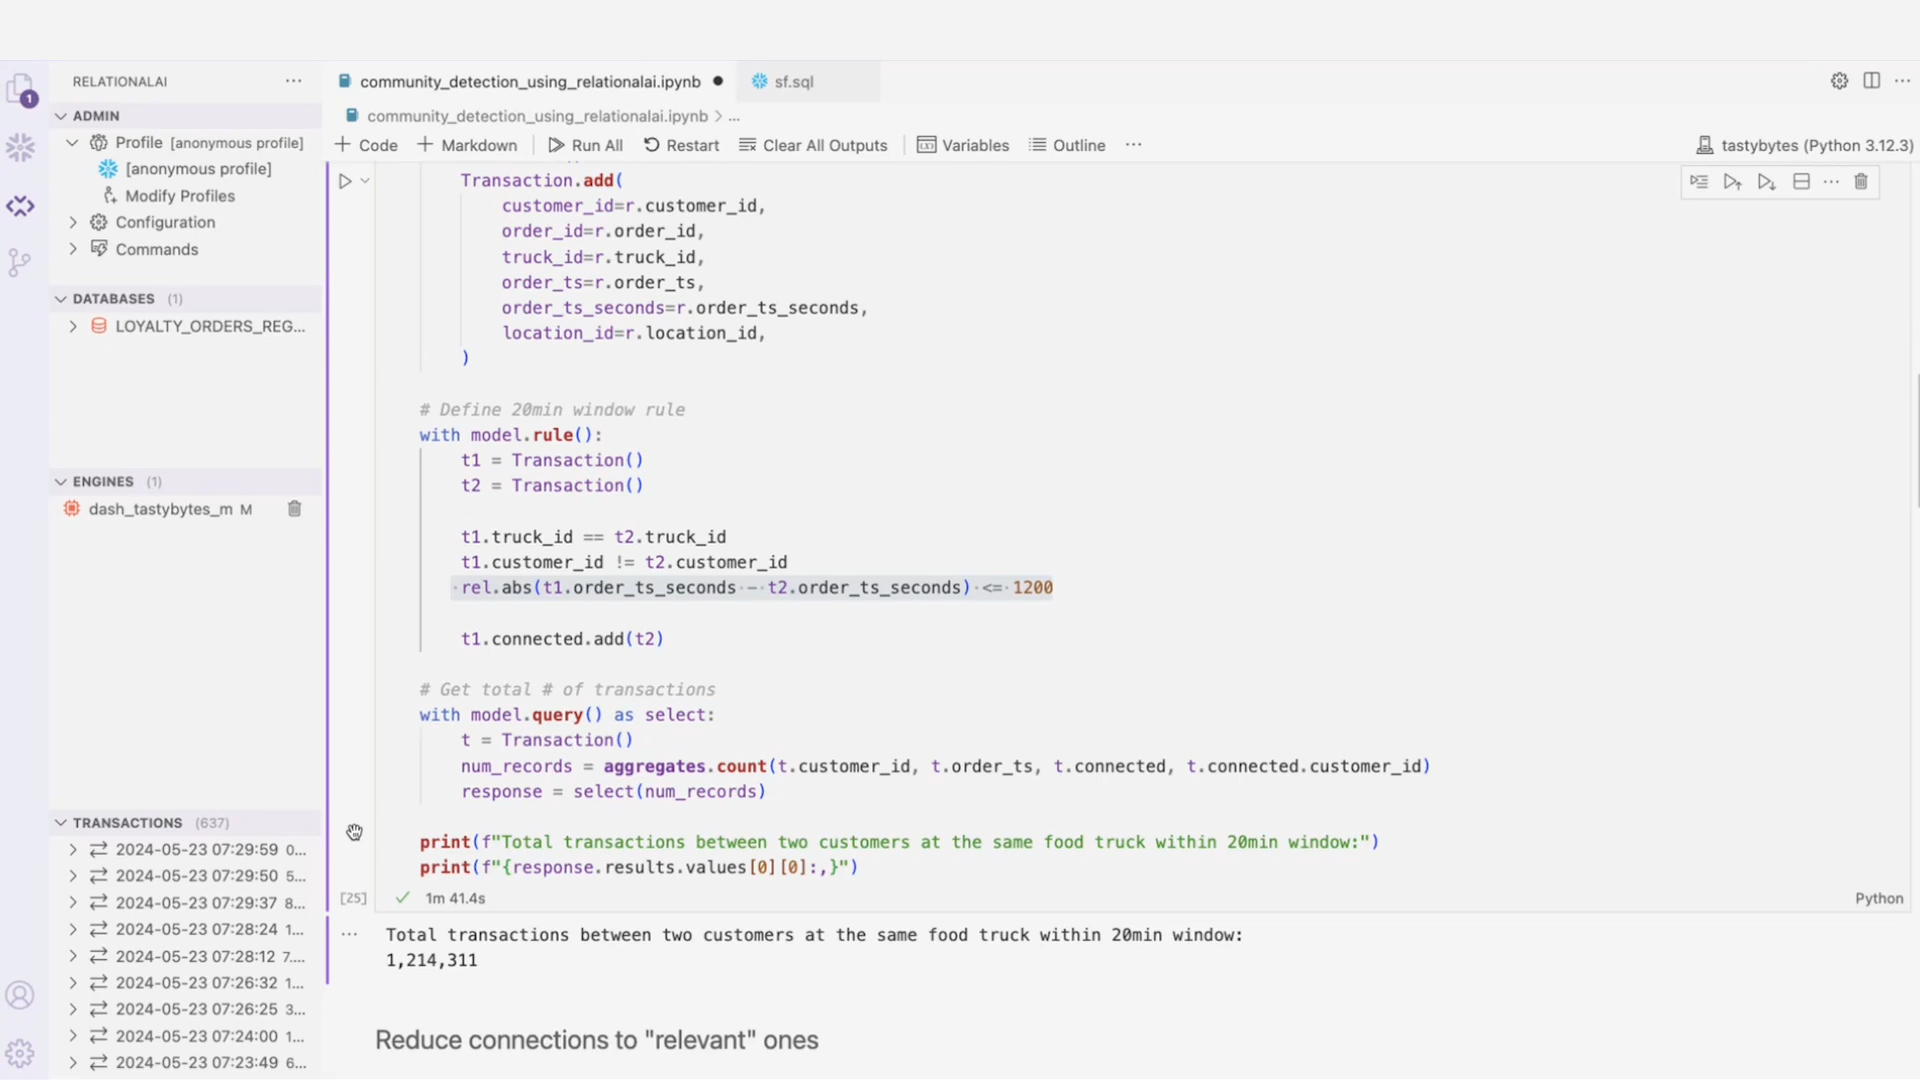 RELATIONALAI
community_detection_using_relationalai.ipynb
sf.sql
1
ADMIN
community_detection_using_relationalai.ipynb > ...
Profile [anonymous profile]
Code
Markdown
Run All
Restart
Clear All Outputs
Variables
Outline
tastybytes (Python 3.12.3)
[anonymous profile]
Modify Profiles
Configuration
Commands
DATABASES (1)
LOYALTY_ORDERS_REG...
ENGINES (1)
dash_tastybytes_m M
TRANSACTIONS (637)
2024-05-23 07:29:59 0...
2024-05-23 07:29:50 5...
2024-05-23 07:29:37 8...
2024-05-23 07:28:24 1...
2024-05-23 07:28:12 7....
2024-05-23 07:26:32 1...
2024-05-23 07:26:25 3...
2024-05-23 07:24:00 1...
2024-05-23 07:23:49 6...
Transaction.add(
customer_id=r.customer_id,
order_id=r.order_id,
truck_id=r.truck_id,
order_ts=r.order_ts,
order_ts_seconds=r.order_ts_seconds,
location_id=r.location_id,
)
# Define 20min window rule
with model.rule():
t1 = Transaction()
t2 = Transaction()
t1.truck_id == t2.truck_id
t1.customer_id != t2.customer_id
rel.abs(t1.order_ts_seconds - t2.order_ts_seconds) <= 1200
t1.connected.add(t2)
# Get total # of transactions
with model.query() as select:
t = Transaction()
num_records = aggregates.count(t.customer_id, t.order_ts, t.connected, t.connected.customer_id)
response = select(num_records)
print(f"Total transactions between two customers at the same food truck within 20min window:")
print(f"{response.results.values[0][0]:,}")
[25]
1m 41.4s
Python
Total transactions between two customers at the same food truck within 20min window:
1,214,311
Reduce connections to "relevant" ones